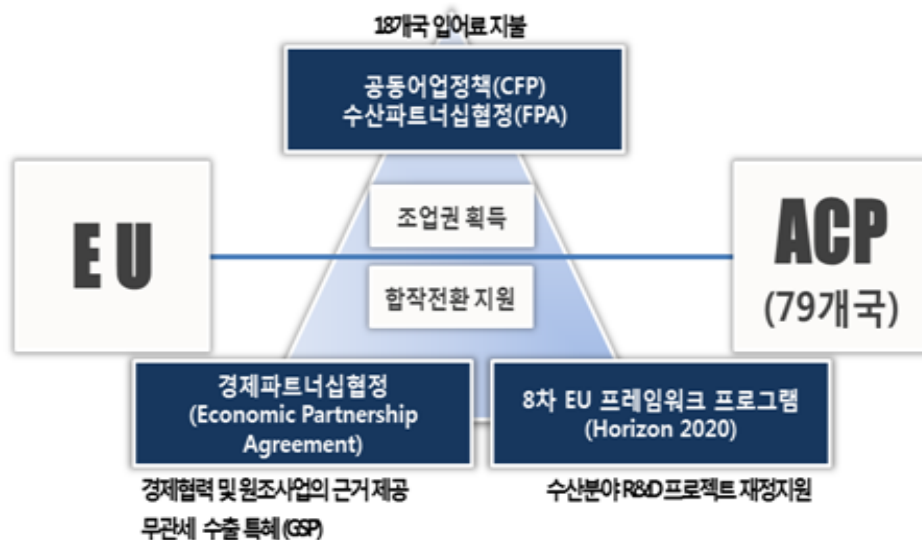 18개국 입어료 지불
공동어업정책(CFP)
수산파트너십협정(FPA)
EU
조업권 획득
합작전환 지원
ACP
(79개국)
경제파트너십협정
(Economic Partnership
Agreement)
8차 EU 프레임워크 프로그램
(Horizon 2020)
경제협력 및 원조사업의 근거 제공
무관세 수출 특혜 (GSP)
수산분야 R&D 프로젝트 재정지원